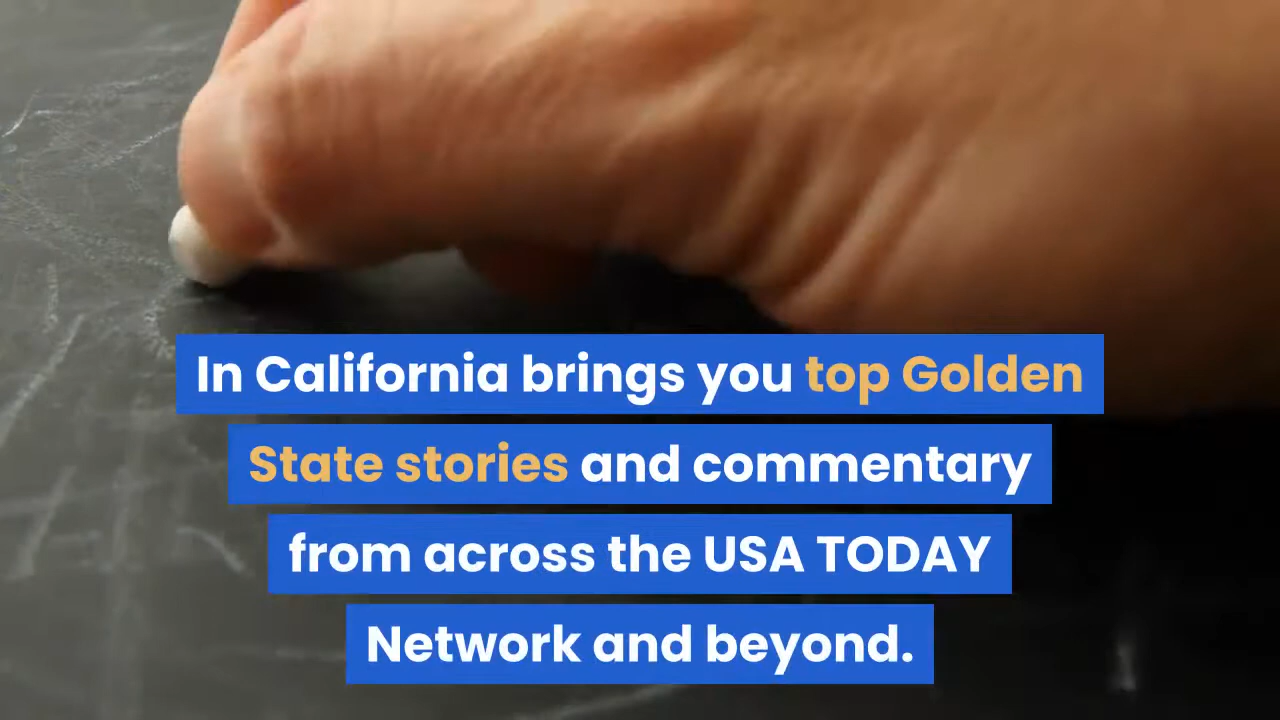 In California brings you top Golden
State stories and commentary
from across the USA TODAY
Network and beyond.